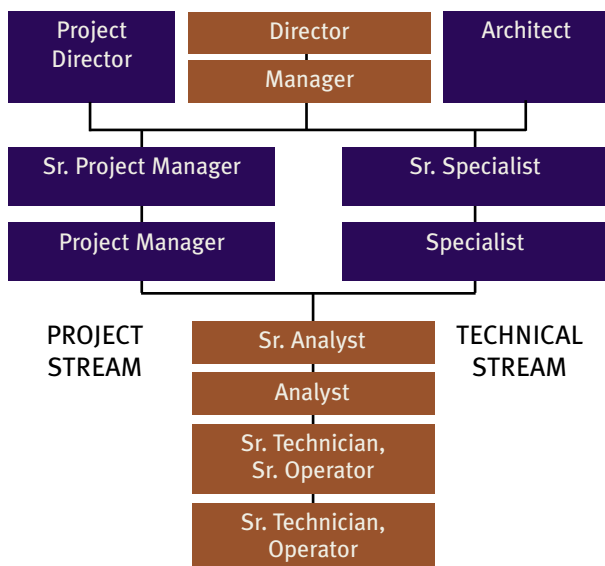 Project
Director
Director
Manager
Architect
Sr. Project Manager
Sr. Specialist
Project Manager
Specialist
PROJECT
STREAM
TECHNICAL
STREAM
Sr. Analyst
Analyst
Sr. Technician,
Sr. Operator
Sr. Technician,
Operator